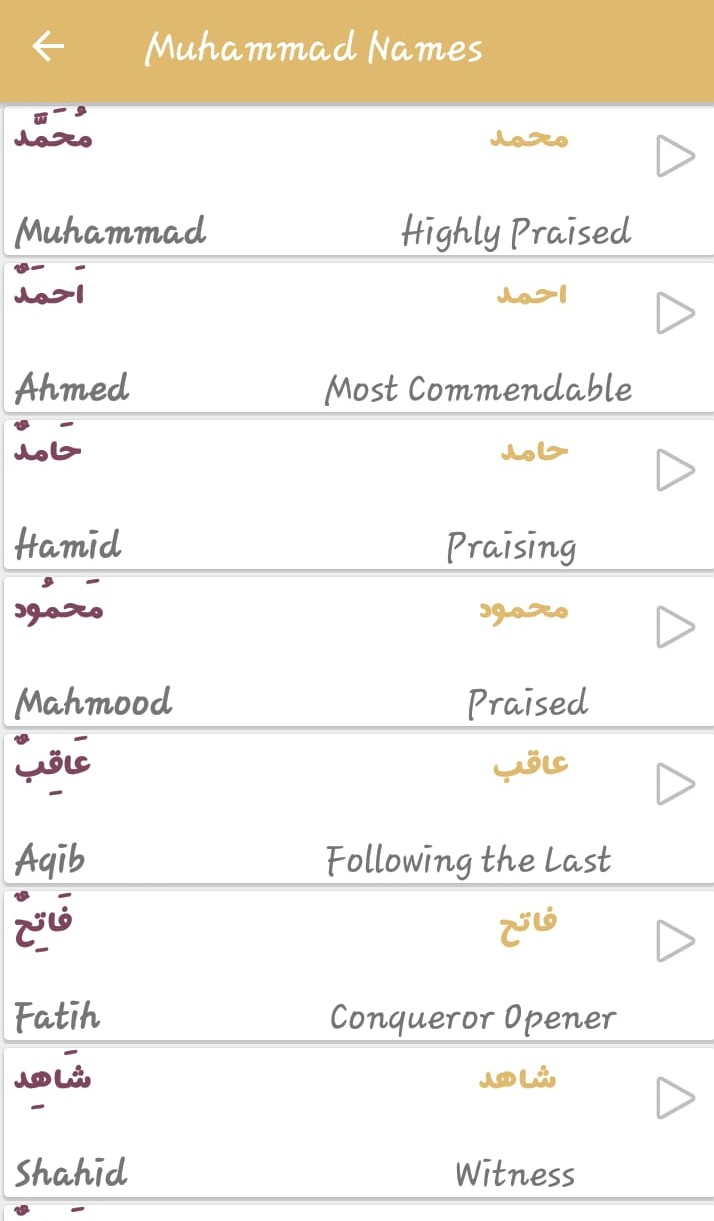 Muhammad Names
مُحَمَّد محمد
Muhammad Highly Praised
اَحمَدٌ احمد
Ahmed Most Commendable
حَامدٌ حامد
Hamid Praising
مَحمُود محمود
Mahmood Praised
عَاقِبٌ عاقب
Aqib Following the Last
فَاتِحٌ فاتح
Fatih Conqueror Opener
شَاهِد شاهد
Shahid Witness